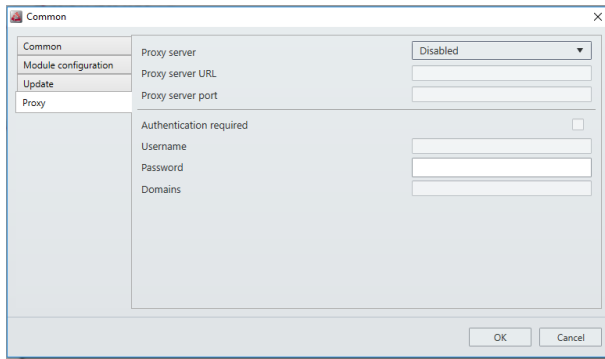 Common
Common
Module configuration
Update
Proxy
Proxy server
Disabled
Proxy server URL
Proxy server port
Authentication required
Username
Password
Domains
OK
Cancel